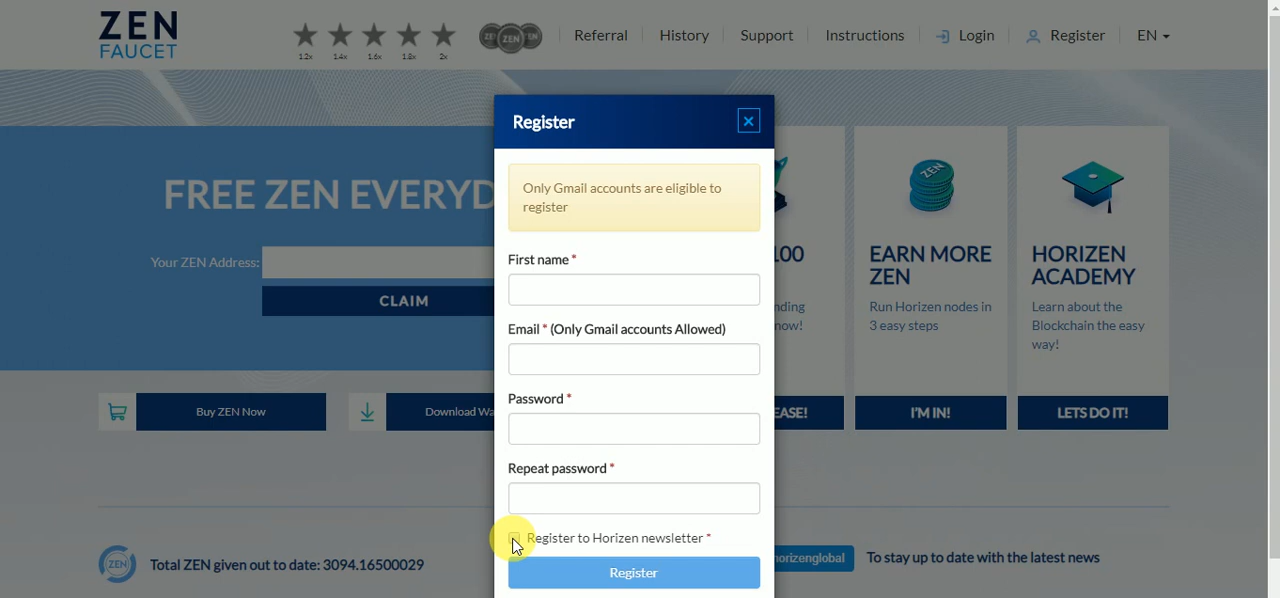 ZEN
FAUCET
1.2x 1.4x 1.6x 1.8x 2x
ZEN
Referral
History
Support
Instructions
Login
Register
EN
Register
Only Gmail accounts are eligible to
register
First name *
Email * (Only Gmail accounts Allowed)
Password *
Repeat password *
Register to Horizen newsletter *
Register
FREE ZEN EVERYD
Your ZEN Address:
CLAIM
Buy ZEN Now
Download Wa
100
nding
now!
EASE!
ZEN
EARN MORE
ZEN
Run Horizen nodes in
3 easy steps
I'M IN!
HORIZEN
ACADEMY
Learn about the
Blockchain the easy
way!
LETS DO IT!
ZEN
Total ZEN given out to date: 3094.16500029
horizenglobal
To stay up to date with the latest news